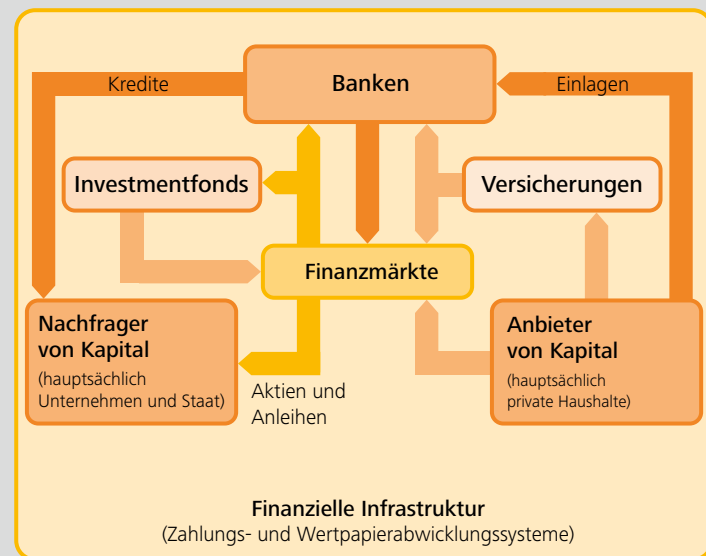 Kredite
Banken
Einlagen
Investmentfonds
Versicherungen
Finanzmärkte
Nachfrager
von Kapital
(hauptsächlich
Unternehmen und Staat)
Aktien und
Anleihen
Anbieter
von Kapital
(hauptsächlich
private Haushalte)
Finanzielle Infrastruktur
(Zahlungs- und Wertpapierabwicklungssysteme)